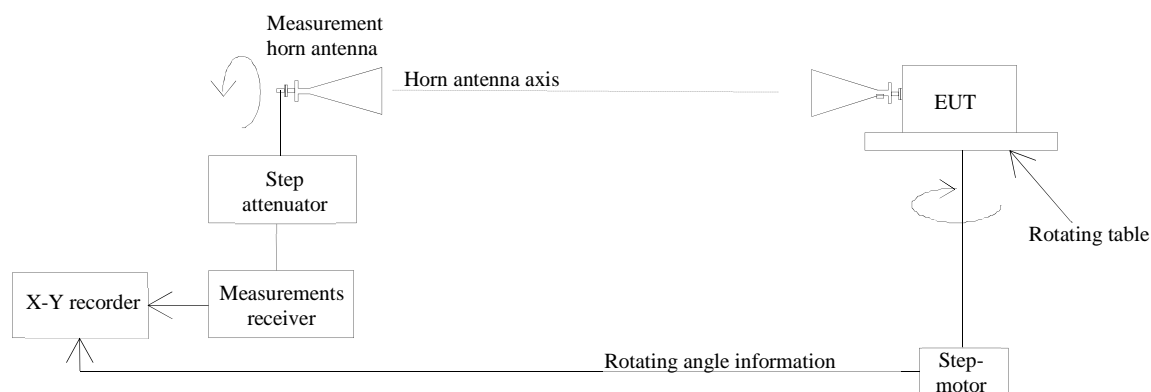 Measurement
horn antenna
Horn antenna axis
EUT
Step
attenuator
Rotating table
X-Y recorder
Measurements
receiver
Rotating angle information
Step-
motor